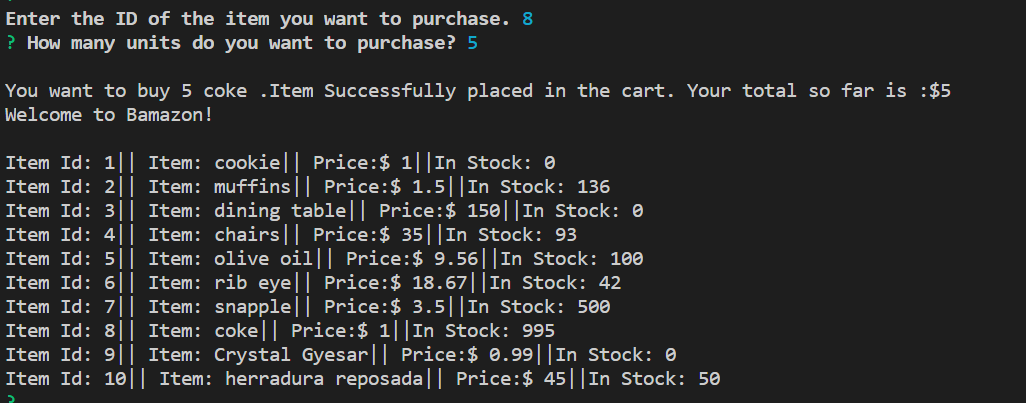 Enter the ID of the item you want to purchase. 8
? How many units do you want to purchase? 5
You want to buy 5 coke .Item Successfully placed in the cart. Your total so far is :$5
Welcome to Bamazon!
Item Id: 1|| Item: cookie|| Price:$ 1||In Stock: 0
Item Id: 2|| Item: muffins|| Price:$ 1.5||In Stock: 136
Item Id: 3|| Item: dining table|| Price:$ 150||In Stock: 0
Item Id: 4|| Item: chairs|| Price:$ 35||In Stock: 93
Item Id: 5|| Item: olive oil|| Price:$ 9.56||In Stock: 100
Item Id: 6|| Item: rib eye|| Price:$ 18.67||In Stock: 42
Item Id: 7|| Item: snapple|| Price:$ 3.5||In Stock: 500
Item Id: 8|| Item: coke|| Price:$ 1||In Stock: 995
Item Id: 9|| Item: Crystal Gyesar|| Price:$ 0.99||In Stock: 0
Item Id: 10|| Item: herradura reposada|| Price:$ 45||In Stock: 50
?